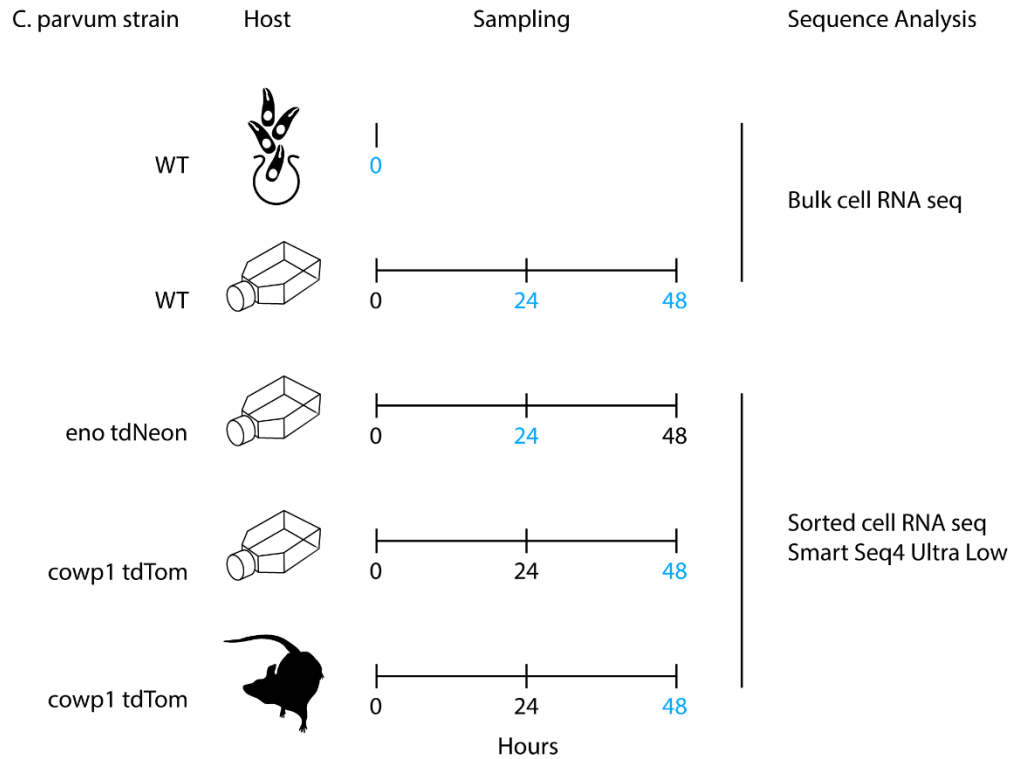 C. parvum strain Host Sampling Sequence Analysis
WT 0
Bulk cell RNA seq
WT 0 24 48
eno tdNeon 0 24 48
Sorted cell RNA seq
Smart Seq4 Ultra Low
cowp1 tdTom 0 24 48
cowp1 tdTom 0 24 48
Hours